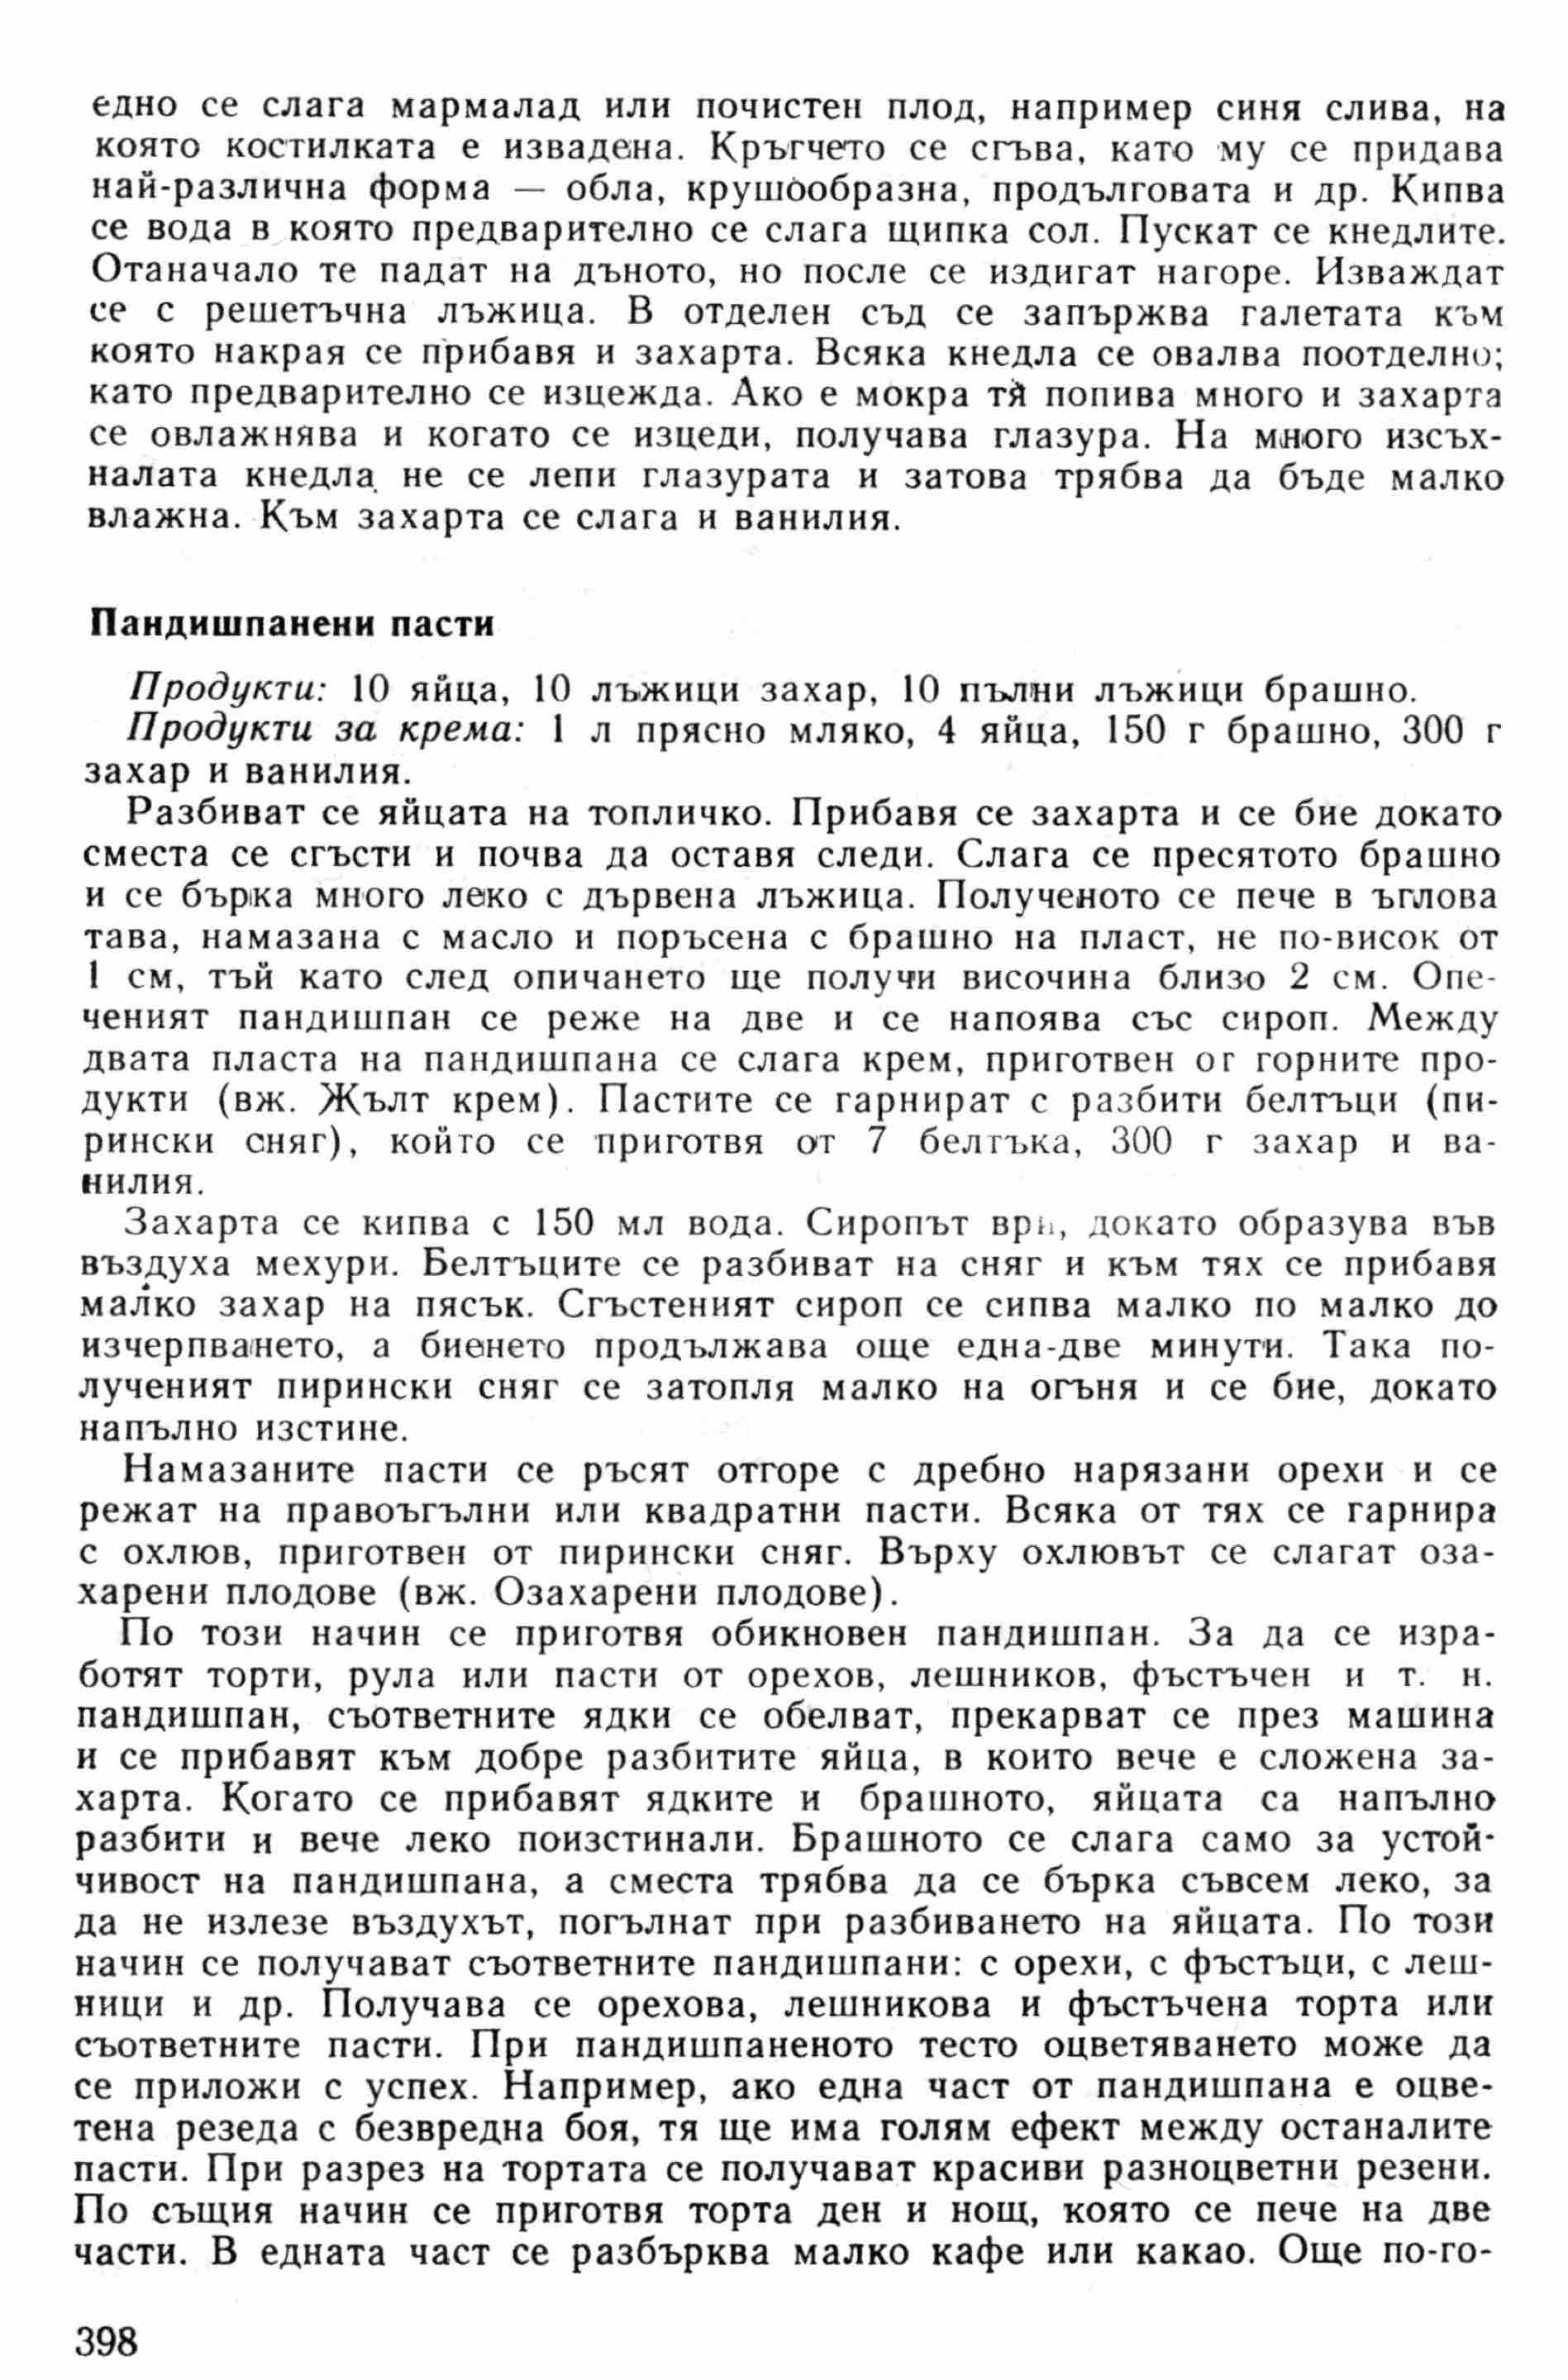 едно се слага мармалад или почистен плод, например синя слива, на
която костилката е извадена. Кръгчето се сгъва, като му се придава
най-различна форма — обла, крушообразна, продълговата и др. Кипва
се вода в която предварително се слага щипка сол. Пускат се кнедлите.
Отаначало те падат на дъното, но после се издигат нагоре. Изваждат
се с решетъчна лъжица. В отделен съд се запържва галетата към
която накрая се прибавя и захарта. Всяка кнедла се овалва поотделно;
като предварително се изцежда. Ако е мокра тя попива много и захарта
се овлажнява и когато се изцеди, получава глазура. На много изсъх-
налата кнедла не се лепи глазурата и затова трябва да бъде малко
влажна. Към захарта се слага и ванилия.
Пандишпанени пасти
Продукти: 10 яйца, 10 лъжици захар, 10 пълни лъжици брашно.
Продукти за крема: 1 л прясно мляко, 4 яйца, 150 г брашно, 300 г
захар и ванилия.
Разбиват се яйцата на топличко. Прибавя се захарта и се бие докато
сместа се сгъсти и почва да оставя следи. Слага се пресятото брашно
и се бърка много леко с дървена лъжица. Полученото се пече в ъглова
тава, намазана с масло и поръсена с брашно на пласт, не по-висок от
1 см, тъй като след опичането ще получи височина близо 2 см. Опе-
ченият пандишпан се реже на две и се напоява със сироп. Между
двата пласта на пандишпана се слага крем, приготвен от горните про-
дукти (вж. Жълт крем). Пастите се гарнират с разбити белтъци (пи-
рински сняг), който се приготвя от 7 белтъка, 300 г захар и ва-
нилия.
Захарта се кипва с 150 мл вода. Сиропът ври, докато образува във
въздуха мехури. Белтъците се разбиват на сняг и към тях се прибавя
малко захар на пясък. Сгъстеният сироп се сипва малко по малко до
изчерпването, а биенето продължава още една-две минути. Така по-
лученият пирински сняг се затопля малко на огъня и се бие, докато
напълно изстине.
Намазаните пасти се ръсят отгоре с дребно нарязани орехи и се
режат на правоъгълни или квадратни пасти. Всяка от тях се гарнира
с охлюв, приготвен от пирински сняг. Върху охлювът се слагат оза-
харени плодове (вж. Озахарени плодове).
По този начин се приготвя обикновен пандишпан. За да се изра-
ботят торти, рула или пасти от орехов, лешников, фъстъчен и т. н.
пандишпан, съответните ядки се обелват, прекарват се през машина
и се прибавят към добре разбитите яйца, в които вече е сложена за-
харта. Когато се прибавят ядките и брашното, яйцата са напълно
разбити и вече леко поизстинали. Брашното се слага само за устой-
чивост на пандишпана, а сместа трябва да се бърка съвсем леко, за
да не излезе въздухът, погълнат при разбиването на яйцата. По този
начин се получават съответните пандишпани: с орехи, с фъстъци, с леш-
ници и др. Получава се орехова, лешникова и фъстъчена торта или
съответните пасти. При пандишпаненото тесто оцветяването може да
се приложи с успех. Например, ако една част от пандишпана е оцве-
тена резеда с безвредна боя, тя ще има голям ефект между останалите
пасти. При разрез на тортата се получават красиви разноцветни резени.
По същия начин се приготвя торта ден и нощ, която се пече на две
части. В едната част се разбърква малко кафе или какао. Още по-го-
398